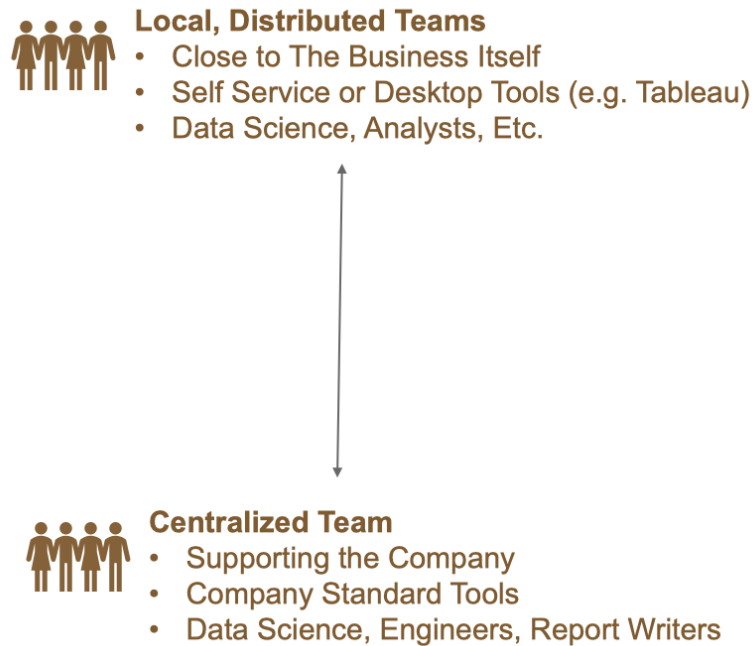 Local, Distributed Teams
• Close to The Business Itself
• Self Service or Desktop Tools (e.g. Tableau)
• Data Science, Analysts, Etc.
Centralized Team
• Supporting the Company
• Company Standard Tools
• Data Science, Engineers, Report Writers